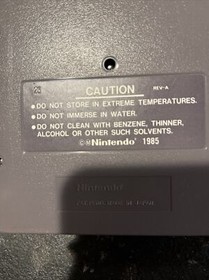 CAUTION REV-A
•DO NOT STORE IN EXTREME TEMPERATURES.
•DO NOT IMMERSE IN WATER.
•DO NOT CLEAN WITH BENZENE, THINNER,
ALCOHOL OR OTHER SUCH SOLVENTS.
©Nintendo 1985
Nintendo